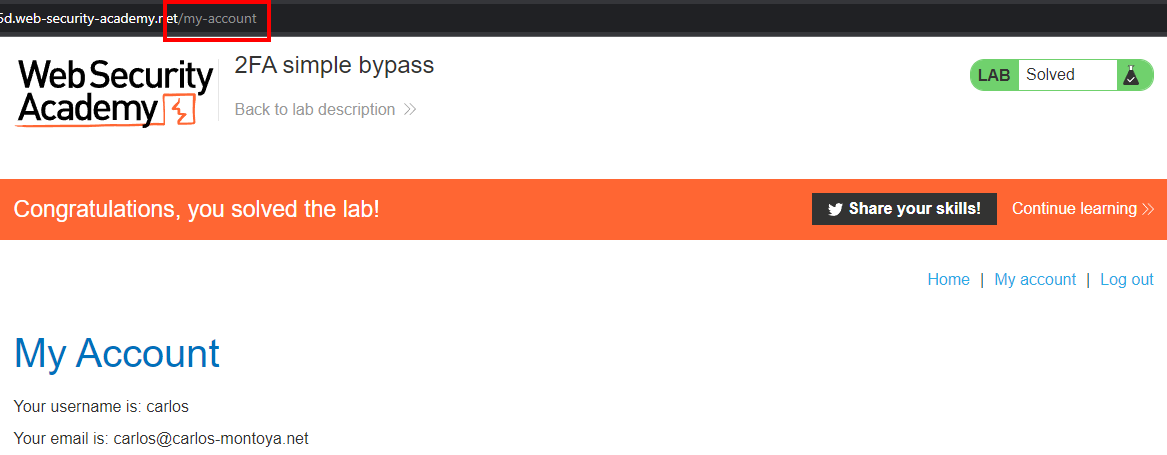 5d.web-security-academy.net/my-account
Web Security
Academy
2FA simple bypass
Back to lab description
LAB Solved
Congratulations, you solved the lab!
Share your skills!
Continue learning
Home | My account | Log out
My Account
Your username is: carlos
Your email is: carlos@carlos-montoya.net